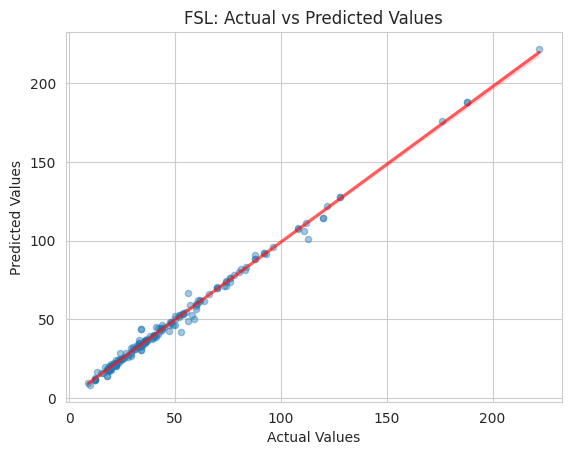 FSL: Actual vs Predicted Values
Predicted Values
200
150
100
50
0
0 50 100 150 200
Actual Values